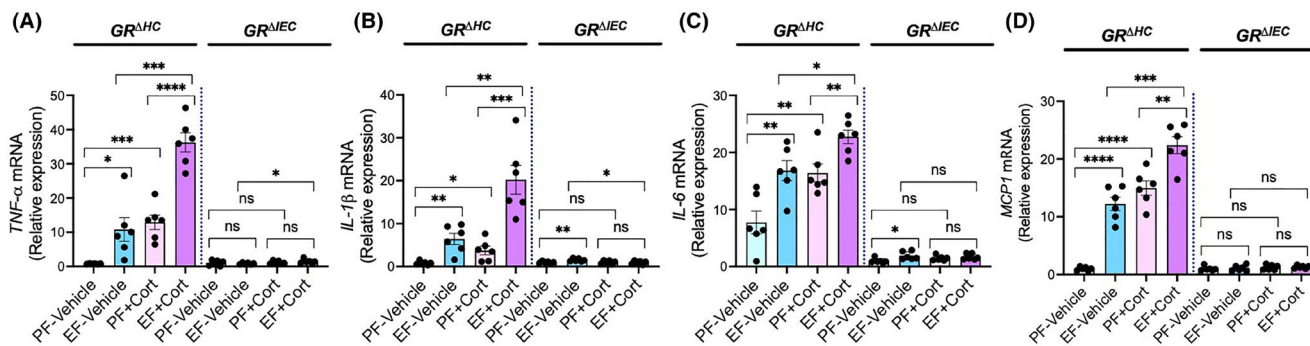 (A)
GR^ΔHC GR^ΔIEC
TNF-α mRNA
(Relative expression)
50
40
30
20
10
0
***
****
***
*
*
ns
ns
ns
ns
PF-Vehicle
EF-Vehicle
PF+Cort
EF+Cort
PF-Vehicle
EF-Vehicle
PF+Cort
EF+Cort
(B)
GR^ΔHC GR^ΔIEC
IL-1β mRNA
(Relative expression)
40
30
20
10
0
**
***
*
**
*
ns
**
ns
PF-Vehicle
EF-Vehicle
PF+Cort
EF+Cort
PF-Vehicle
EF-Vehicle
PF+Cort
EF+Cort
(C)
GR^ΔHC GR^ΔIEC
IL-6 mRNA
(Relative expression)
30
20
10
0
*
**
**
**
ns
ns
*
ns
PF-Vehicle
EF-Vehicle
PF+Cort
EF+Cort
PF-Vehicle
EF-Vehicle
PF+Cort
EF+Cort
(D)
GR^ΔHC GR^ΔIEC
MCP1 mRNA
(Relative expression)
30
20
10
0
***
**
****
****
ns
ns
ns
ns
PF-Vehicle
EF-Vehicle
PF+Cort
EF+Cort
PF-Vehicle
EF-Vehicle
PF+Cort
EF+Cort